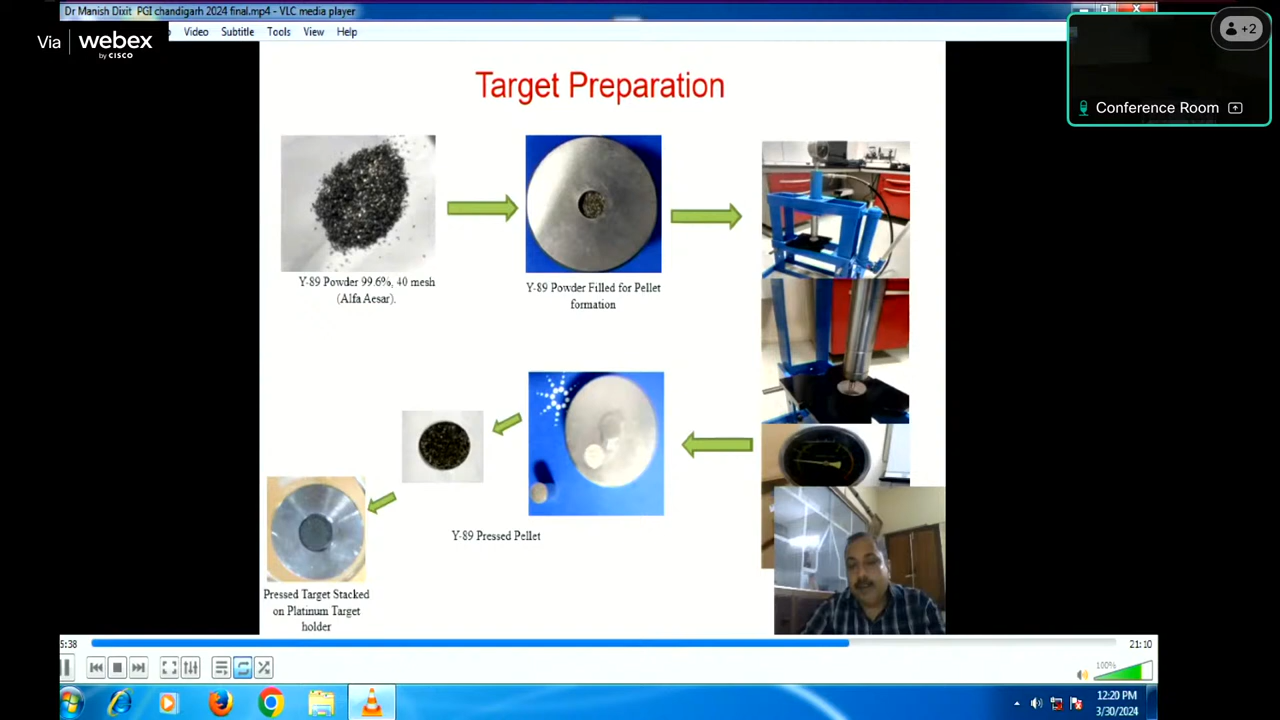 Dr Manish Dixit PGI chandigarh 2024 final.mp4 - VLC media player
Via webex
by CISCO
Video Subtitle Tools View Help
+2
Conference Room
Target Preparation
Y-89 Powder 99.6%, 40 mesh
(Alfa Aesar).
Y-89 Powder Filled for Pellet
formation
Y-89 Pressed Pellet
Pressed Target Stacked
on Platinum Target
holder
5:38
21:10
100%
12:20 PM
3/30/2024